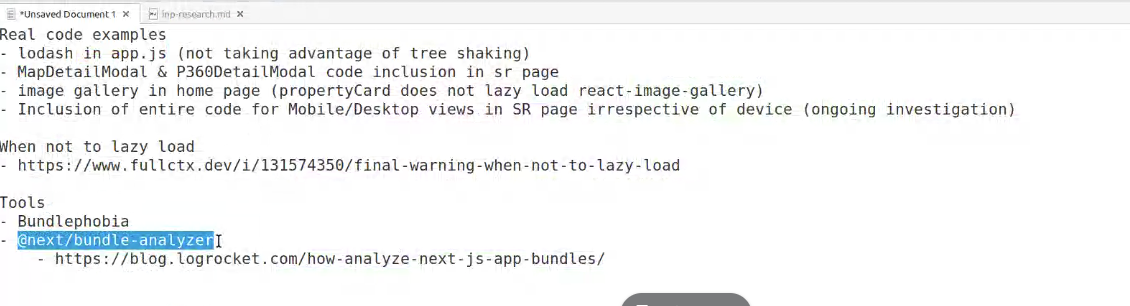 *Unsaved Document 1 × inp-research.md ×
Real code examples
- lodash in app.js (not taking advantage of tree shaking)
- MapDetailModal & P360DetailModal code inclusion in sr page
- image gallery in home page (propertyCard does not lazy load react-image-gallery)
- Inclusion of entire code for Mobile/Desktop views in SR page irrespective of device (ongoing investigation)
When not to lazy load
- https://www.fullctx.dev/i/131574350/final-warning-when-not-to-lazy-load
Tools
- Bundlephobia
- @next/bundle-analyzer
- https://blog.logrocket.com/how-analyze-next-js-app-bundles/